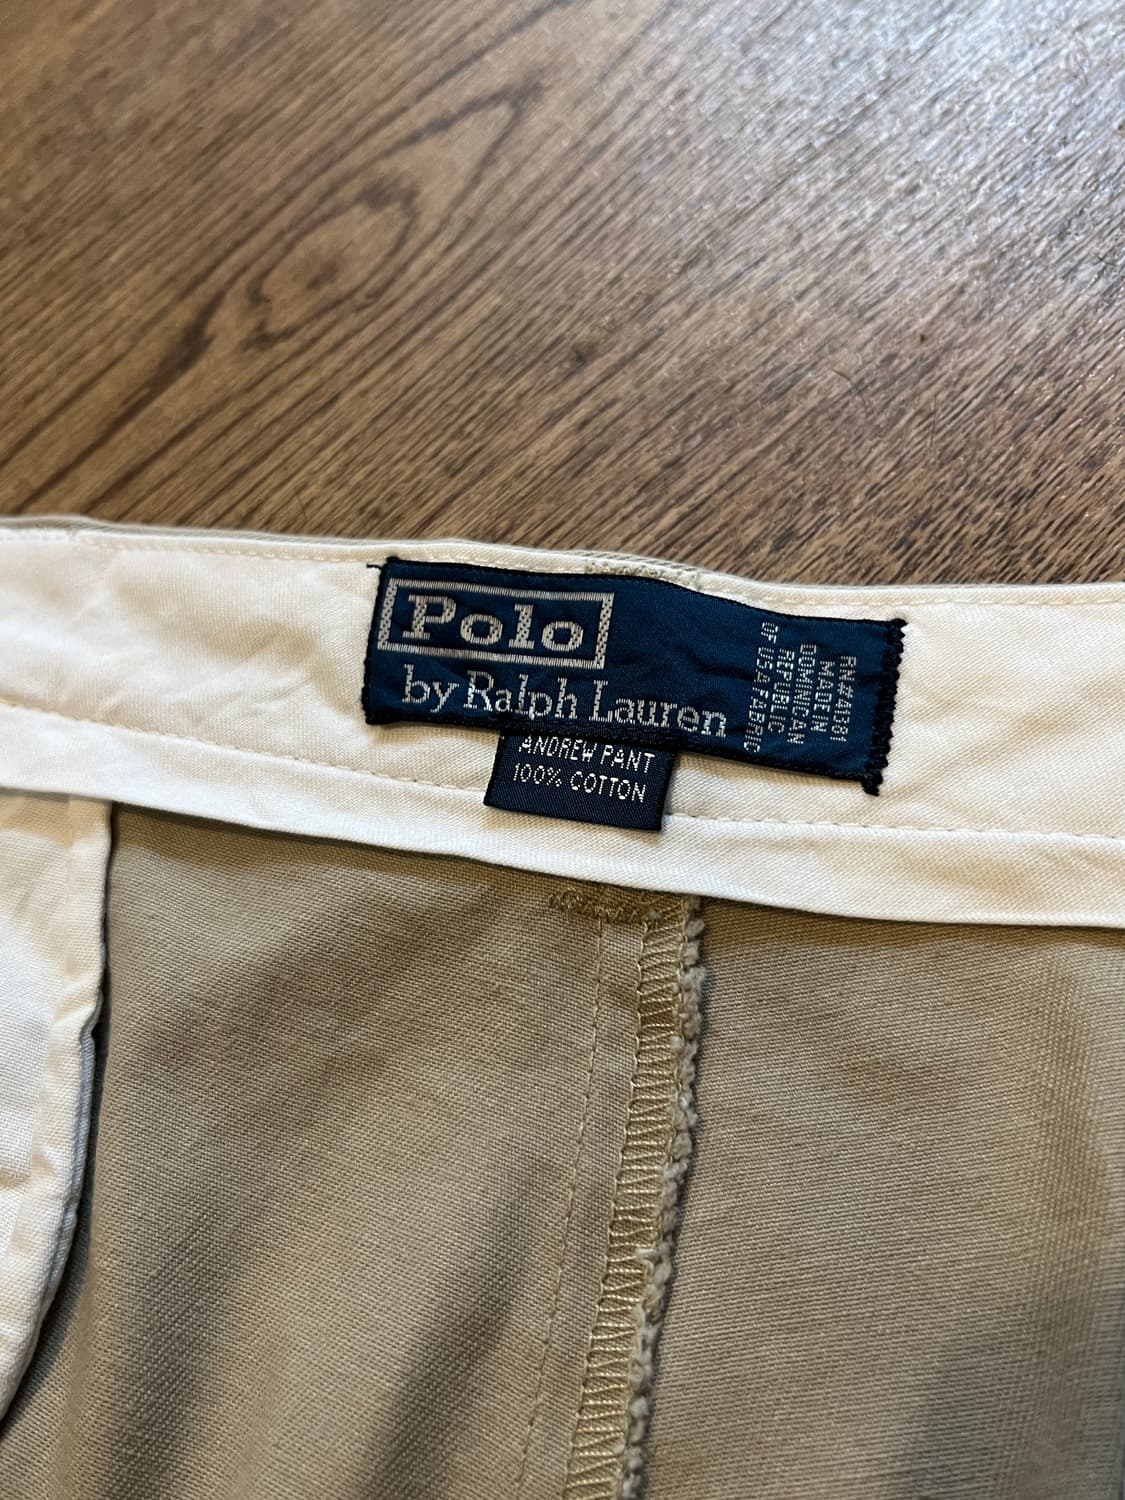 Polo
by Ralph Lauren
RN#41381
MADE IN
DOMINICAN
REPUBLIC
OF USA FABRIC
ANDREW PANT
100% COTTON